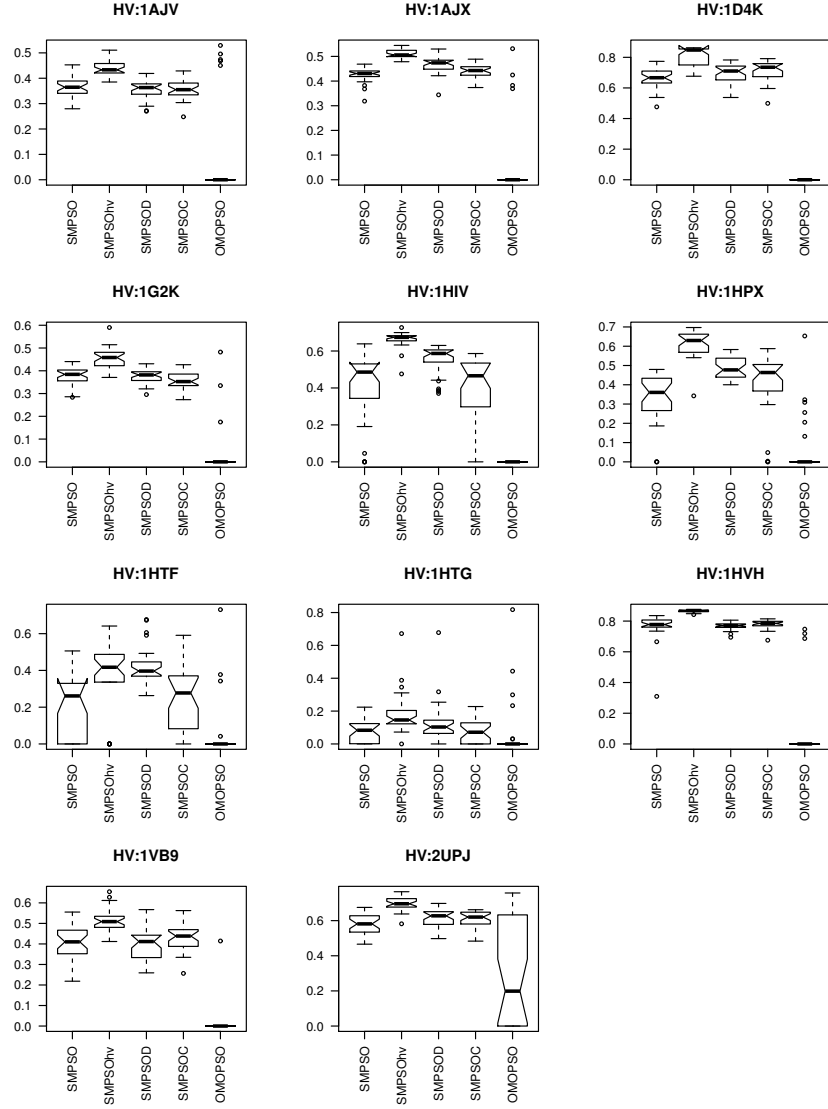 HV:1AJV
0.5
0.4
0.3
0.2
0.1
0.0
SMPSO
SMPSOhv
SMPSOD
SMPSOC
OMOPSO
HV:1AJX
0.5
0.4
0.3
0.2
0.1
0.0
SMPSO
SMPSOhv
SMPSOD
SMPSOC
OMOPSO
HV:1D4K
0.8
0.6
0.4
0.2
0.0
SMPSO
SMPSOhv
SMPSOD
SMPSOC
OMOPSO
HV:1G2K
0.6
0.5
0.4
0.3
0.2
0.1
0.0
SMPSO
SMPSOhv
SMPSOD
SMPSOC
OMOPSO
HV:1HIV
0.6
0.4
0.2
0.0
SMPSO
SMPSOhv
SMPSOD
SMPSOC
OMOPSO
HV:1HPX
0.7
0.6
0.5
0.4
0.3
0.2
0.1
0.0
SMPSO
SMPSOhv
SMPSOD
SMPSOC
OMOPSO
HV:1HTF
0.6
0.4
0.2
0.0
SMPSO
SMPSOhv
SMPSOD
SMPSOC
OMOPSO
HV:1HTG
0.8
0.6
0.4
0.2
0.0
SMPSO
SMPSOhv
SMPSOD
SMPSOC
OMOPSO
HV:1HVH
0.8
0.6
0.4
0.2
0.0
SMPSO
SMPSOhv
SMPSOD
SMPSOC
OMOPSO
HV:1VB9
0.6
0.5
0.4
0.3
0.2
0.1
0.0
SMPSO
SMPSOhv
SMPSOD
SMPSOC
OMOPSO
HV:2UPJ
0.6
0.4
0.2
0.0
SMPSO
SMPSOhv
SMPSOD
SMPSOC
OMOPSO